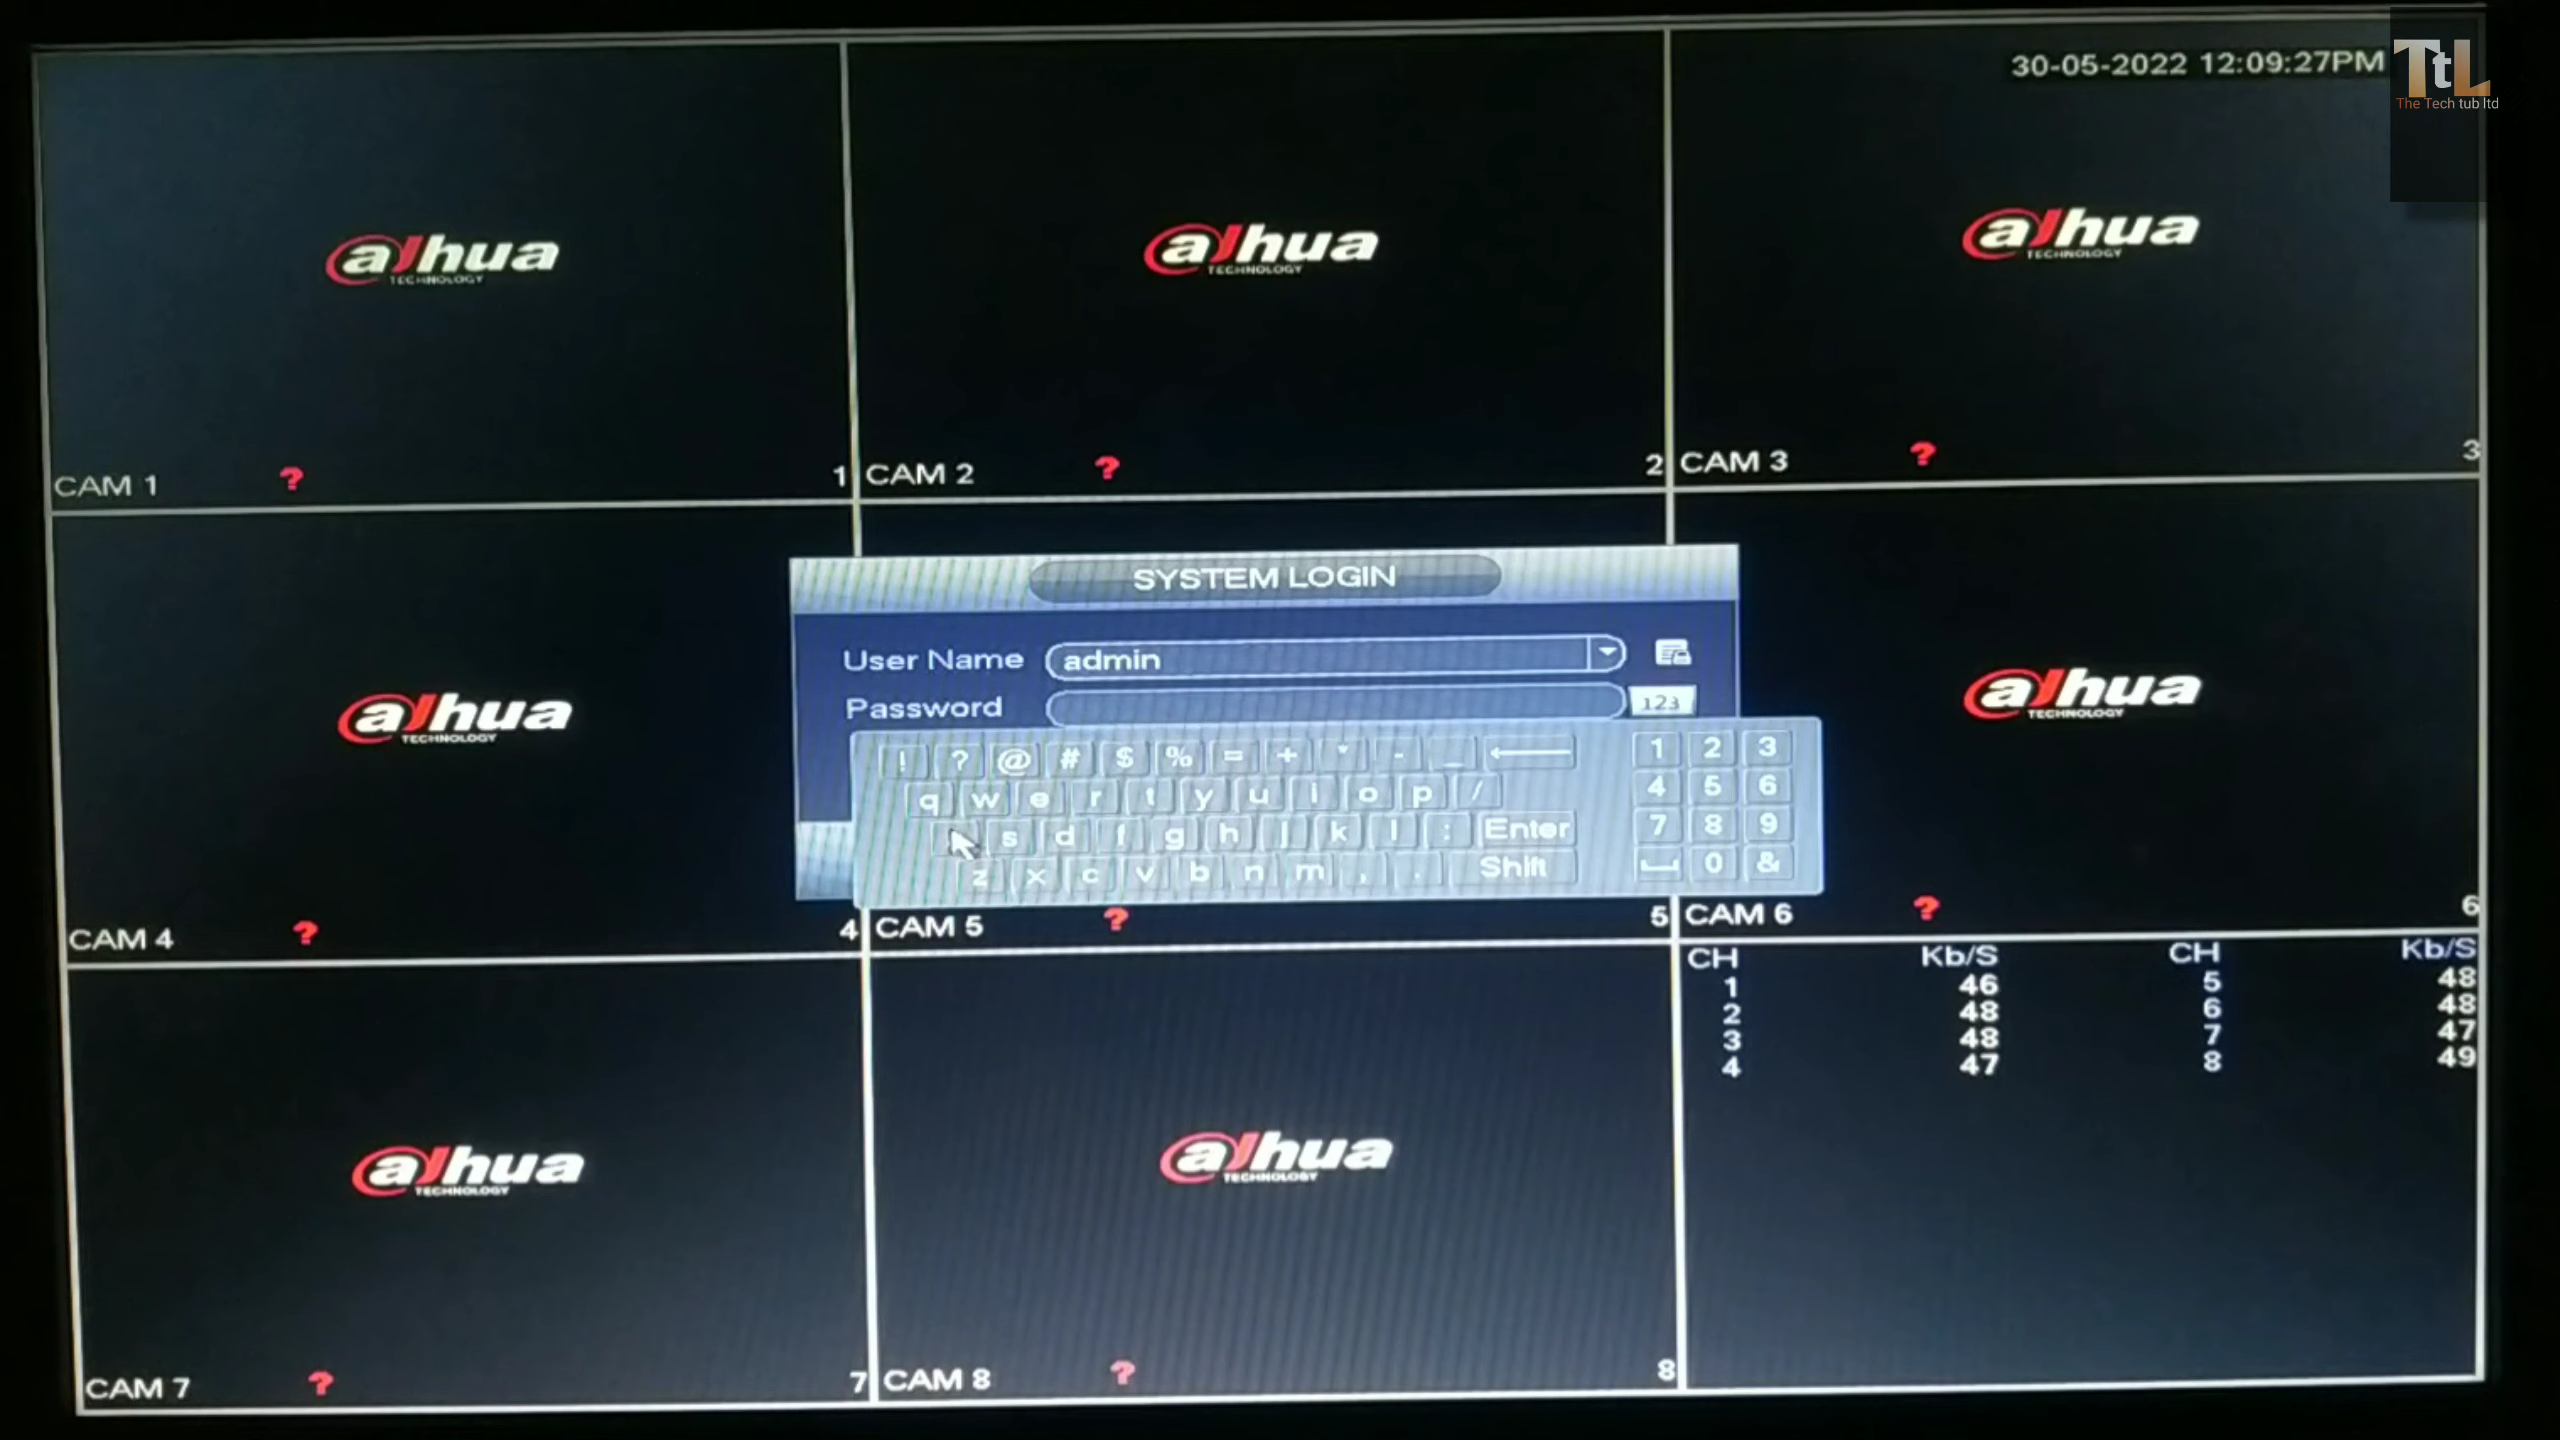 30-05-2022 12:09:27PM
TtL
The Tech tub ltd
alhua
TECHNOLOGY
alhua
TECHNOLOGY
alhua
TECHNOLOGY
CAM 1 ? 1
CAM 2 ? 2
CAM 3 ? 3
SYSTEM LOGIN
User Name admin
Password 123
! ? @ # $ % = + * - _ 1 2 3
q w e r t y u i o p / 4 5 6
s d f g h j k l : Enter 7 8 9
z x c v b n m , . Shift 0 &
alhua
TECHNOLOGY
alhua
TECHNOLOGY
CAM 4 ? 4
CAM 5 ? 5
CAM 6 ? 6
CH Kb/S CH Kb/S
1 46 5 48
2 48 6 48
3 48 7 47
4 47 8 49
alhua
TECHNOLOGY
alhua
TECHNOLOGY
CAM 7 ? 7
CAM 8 ? 8